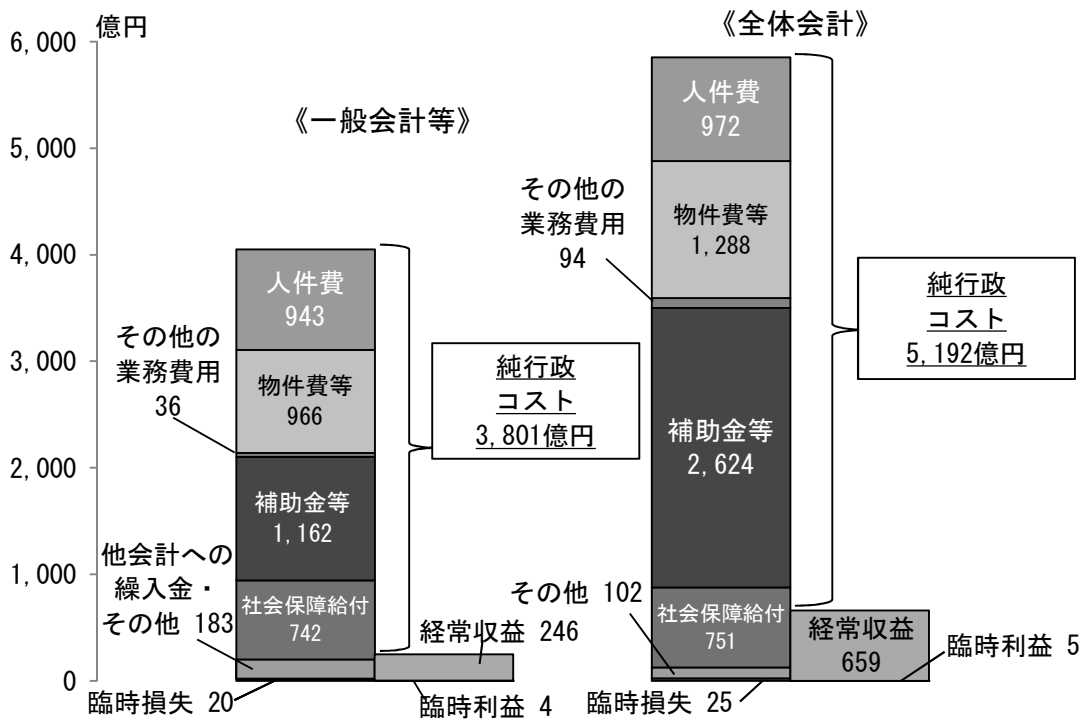 億円
6,000
5,000
4,000
3,000
2,000
1,000
0
《一般会計等》
人件費
943
物件費等
966
その他の
業務費用
36
補助金等
1,162
他会計への
繰入金・
その他 183
社会保障給付
742
臨時損失 20
経常収益 246
臨時利益 4
純行政
コスト
3,801億円
《全体会計》
人件費
972
物件費等
1,288
その他の
業務費用
94
補助金等
2,624
その他 102
社会保障給付
751
臨時損失 25
経常収益
659
臨時利益 5
純行政
コスト
5,192億円